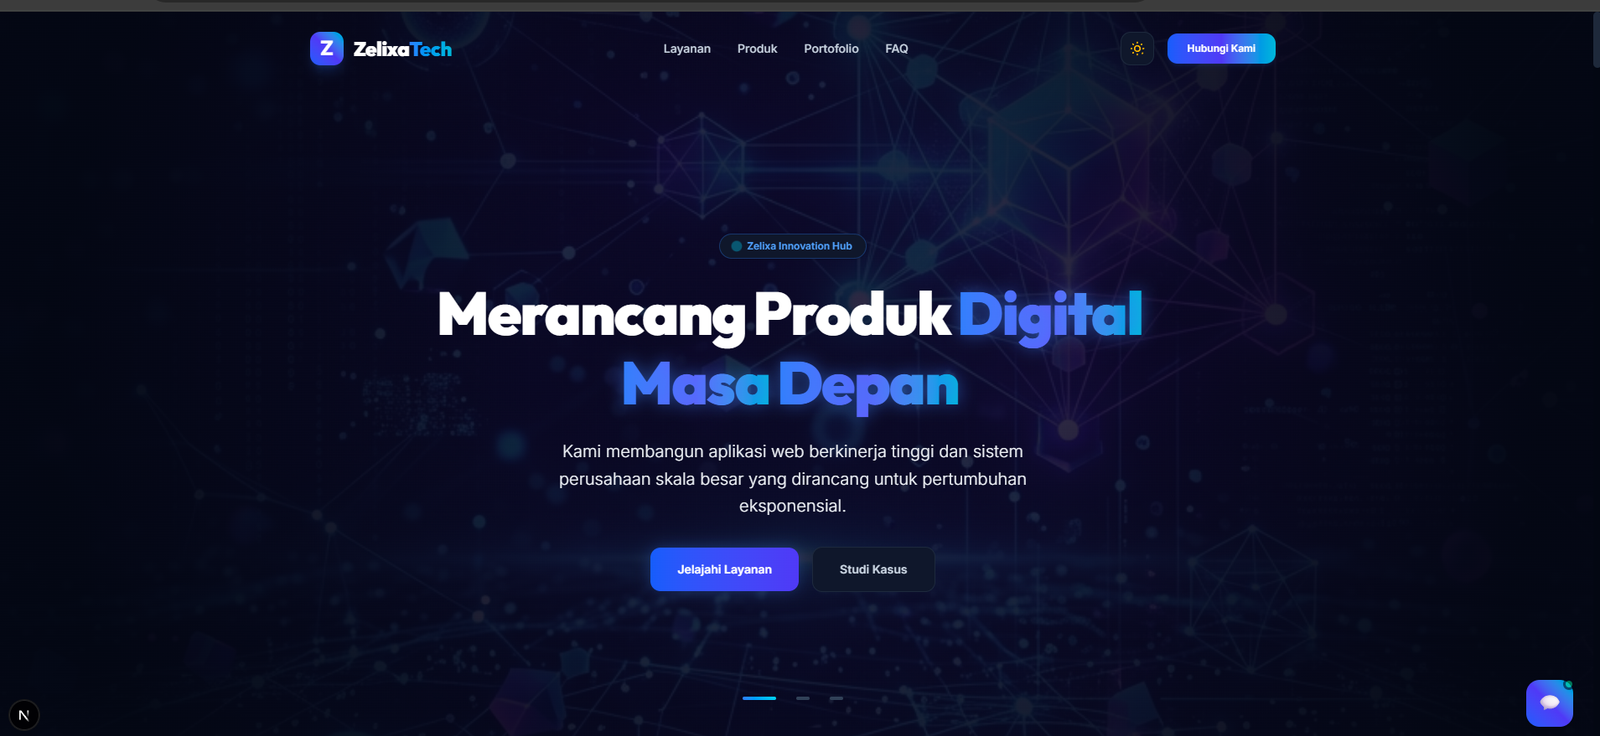 Z ZelixaTech
Layanan Produk Portofolio FAQ
Hubungi Kami
Zelixa Innovation Hub
Merancang Produk Digital
Masa Depan
Kami membangun aplikasi web berkinerja tinggi dan sistem
perusahaan skala besar yang dirancang untuk pertumbuhan
eksponensial.
Jelajahi Layanan
Studi Kasus
N